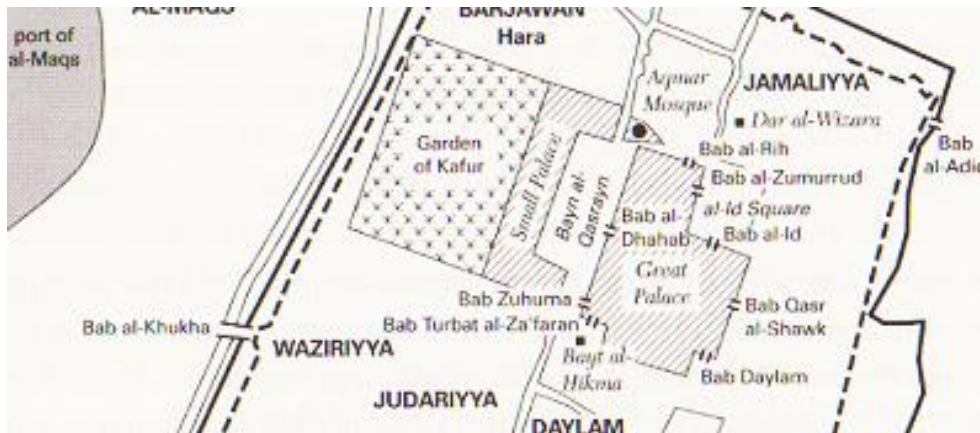 AL-MAQS
BARJAWAN
Hara
port of
al-Maqs
Aqmar
Mosque
JAMALIYYA
Dar al-Wizara
Garden
of Kafur
Small Palace
Bayn al-
Qasrayn
Bab al-Rih
Bab al-Zumurrud
al-Id Square
Bab al-Id
Bab
al-Adid
Bab al-
Dhahab
Great
Palace
Bab Zuhuma
Bab Turbat al-Za'faran
Bab Qasr
al-Shawk
Bab al-Khukha
WAZIRIYYA
Bayt al-
Hikma
Bab Daylam
JUDARIYYA
DAYLAM